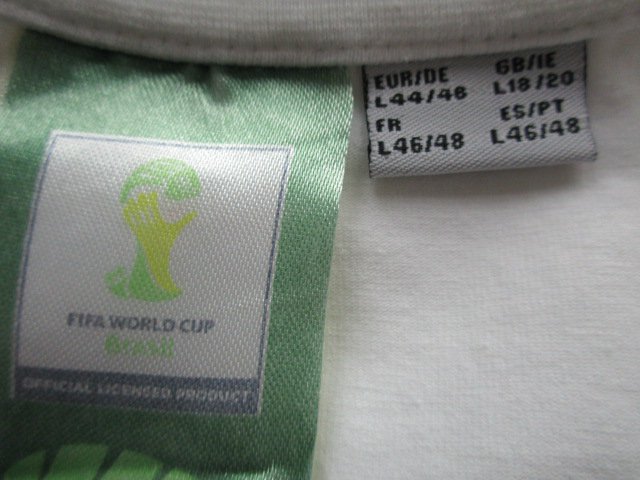 FIFA WORLD CUP
Brasil
OFFICIAL LICENSED PRODUCT
EUR/DE
L44/46
FR
L46/48
GB/IE
L18/20
ES/PT
L46/48